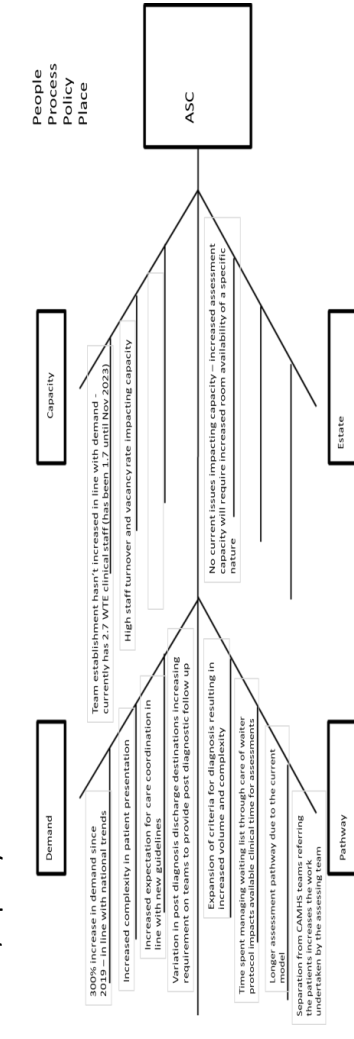 People
Process
Policy
Place
ASC
Demand
300% increase in demand since
2019 – in line with national trends
Increased complexity in patient presentation
Increased expectation for care coordination in
line with new guidelines
Variation in post diagnosis discharge destinations increasing
requirement on teams to provide post diagnostic follow up
Capacity
Team establishment hasn't increased in line with demand -
currently has 2.7 WTE clinical staff (has been 1.7 until Nov 2023)
High staff turnover and vacancy rate impacting capacity
Pathway
Expansion of criteria for diagnosis resulting in
increased volume and complexity
Time spent managing waiting list through care of waiter
protocol impacts available clinical time for assessments
Longer assessment pathway due to the current
model
Separation from CAMHS teams referring
the patients increases the work
undertaken by the assessing team
Estate
No current issues impacting capacity – increased assessment
capacity will require increased room availability of a specific
nature